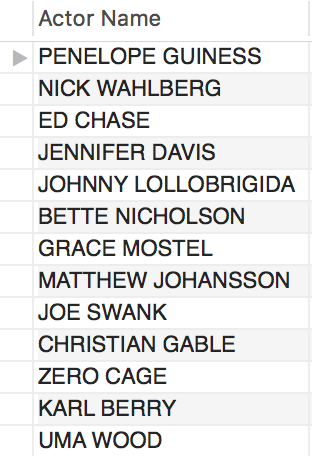 Actor Name
PENELOPE GUINESS
NICK WAHLBERG
ED CHASE
JENNIFER DAVIS
JOHNNY LOLLOBRIGIDA
BETTE NICHOLSON
GRACE MOSTEL
MATTHEW JOHANSSON
JOE SWANK
CHRISTIAN GABLE
ZERO CAGE
KARL BERRY
UMA WOOD